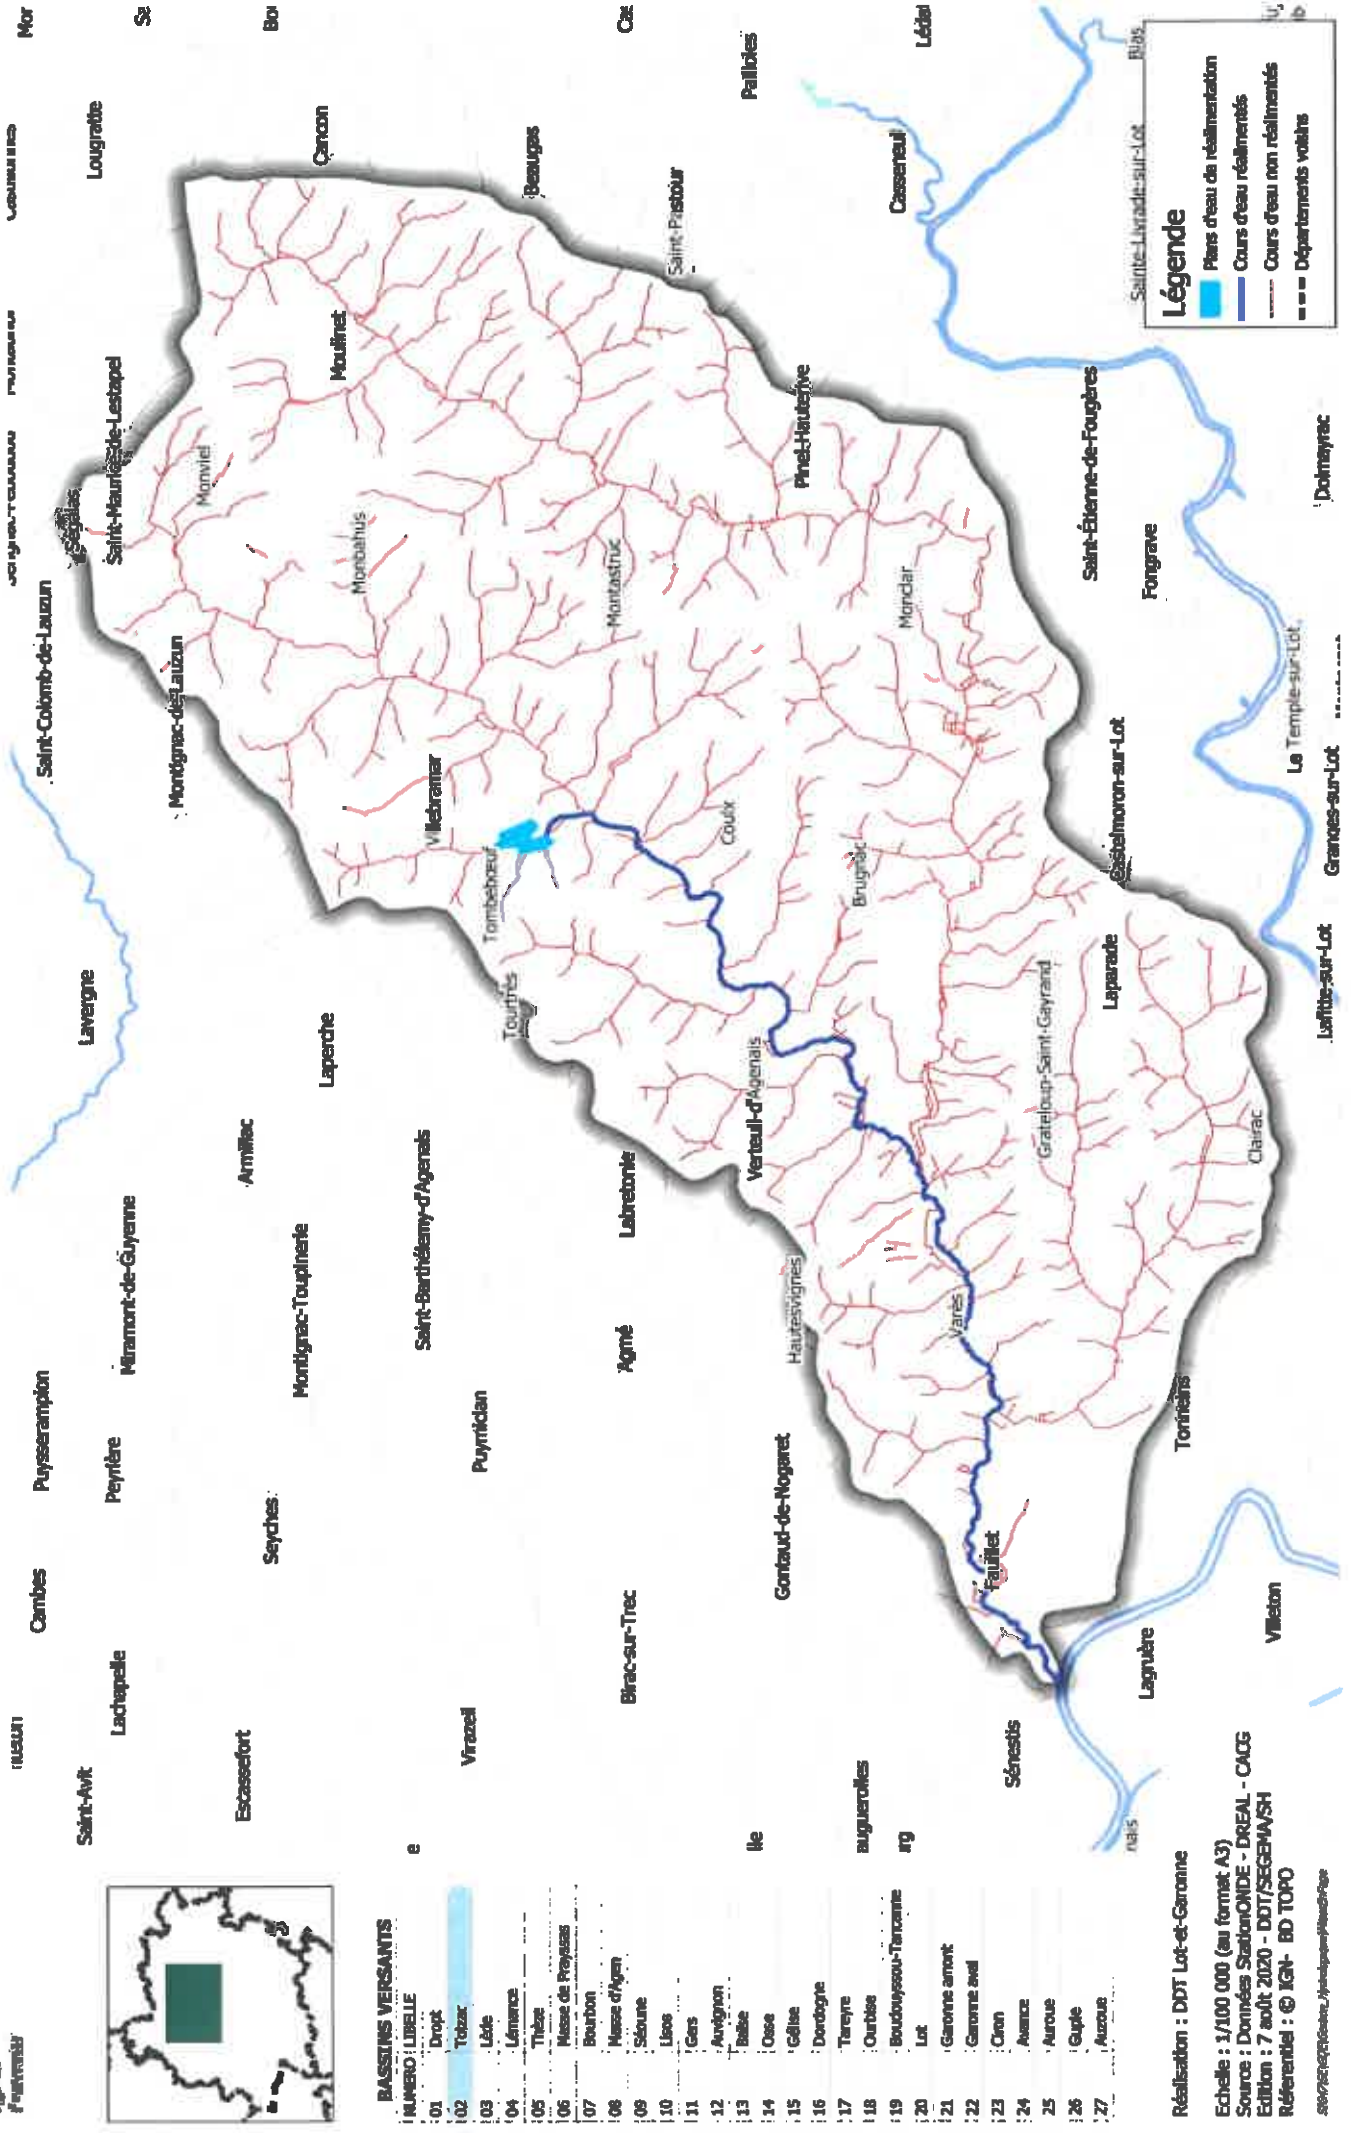 Légende
Plans d'eau de réalimentation
Cours d'eau réalimentés
Cours d'eau non réalimentés
Départements voisins
Lougratte
Cancon
Beaugas
Pailloles
Saint-Pastour
Casseneuil
Sainte-Livrade-sur-Lot
Saint-Maurice-de-Lestapel
Moulinet
Monviel
Ségalas
Monbahus
Montastruc
Pinel-Hauterive
Saint-Étienne-de-Fougères
Dolmayrac
Fongrave
Monclar
Saint-Colomb-de-Lauzun
Montignac-de-Lauzun
Villebramar
Tombebœuf
Coulx
Brugnac
Castelmoron-sur-Lot
Le Temple-sur-Lot
Granges-sur-Lot
Lafitte-sur-Lot
Laparade
Grateloup-Saint-Gayrand
Clairac
Lavergne
Laperche
Tourtrès
Verteuil-d'Agenais
Armillac
Miramont-de-Guyenne
Montignac-Toupinerie
Saint-Barthélemy-d'Agenais
Labretonie
Hautesvignes
Varès
Agmé
Puysserampion
Peyrière
Puymiclan
Gontaud-de-Nogaret
Tonneins
Seyches
Cambes
Fauillet
Birac-sur-Trec
Lachapelle
Villeton
Lagruère
Virazeil
Escassefort
Saint-Avit
Sénestis
auguerolles
BASSINS VERSANTS
NUMERO LIBELLE
01 Dropt
02 Tolzac
03 Lède
04 Lémance
05 Thèze
06 Masse de Prayssas
07 Bourbon
08 Masse d'Agen
09 Séoune
10 Lisos
11 Gers
12 Auvignon
13 Baïse
14 Osse
15 Gélise
16 Dordogne
17 Tareyre
18 Ourbise
19 Boudouyssou-Tancanne
20 Lot
21 Garonne amont
22 Garonne aval
23 Ciron
24 Avance
25 Auroue
26 Gupie
27 Auzoue
Réalisation : DDT Lot-et-Garonne
Echelle : 1/100 000 (au format A3)
Source : Données StationONDE - DREAL - CACG
Edition : 7 août 2020 - DDT/SEGEMA/SH
Référentiel : © IGN- BD TOPO